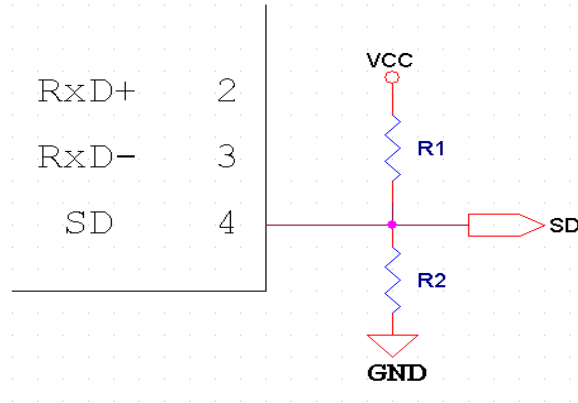 VCC
RxD+ 2
R1
RxD- 3
SD 4
SD
R2
GND